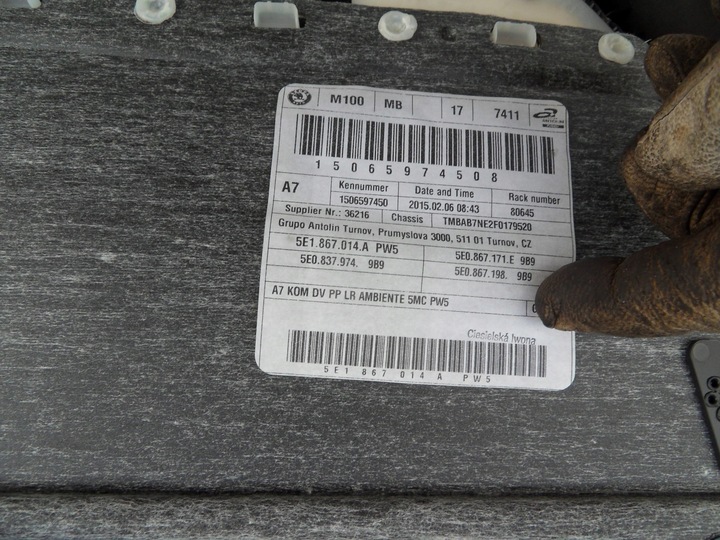 M100 MB 17 7411
15065974508
A7 Kennummer Date and Time Rack number
1506597450 2015.02.06 08:43 80645
Supplier Nr.: 36216 Chassis TMBAB7NE2F0179520
Grupo Antolin Turnov, Prumyslova 3000, 511 01 Turnov, CZ
5E1.867.014.A PW5 5E0.867.171.E 9B9
5E0.837.974. 9B9 5E0.867.198. 9B9
A7 KOM DV PP LR AMBIENTE 5MC PW5
Ciesielská Iwona
5E1 867 014 A PW5